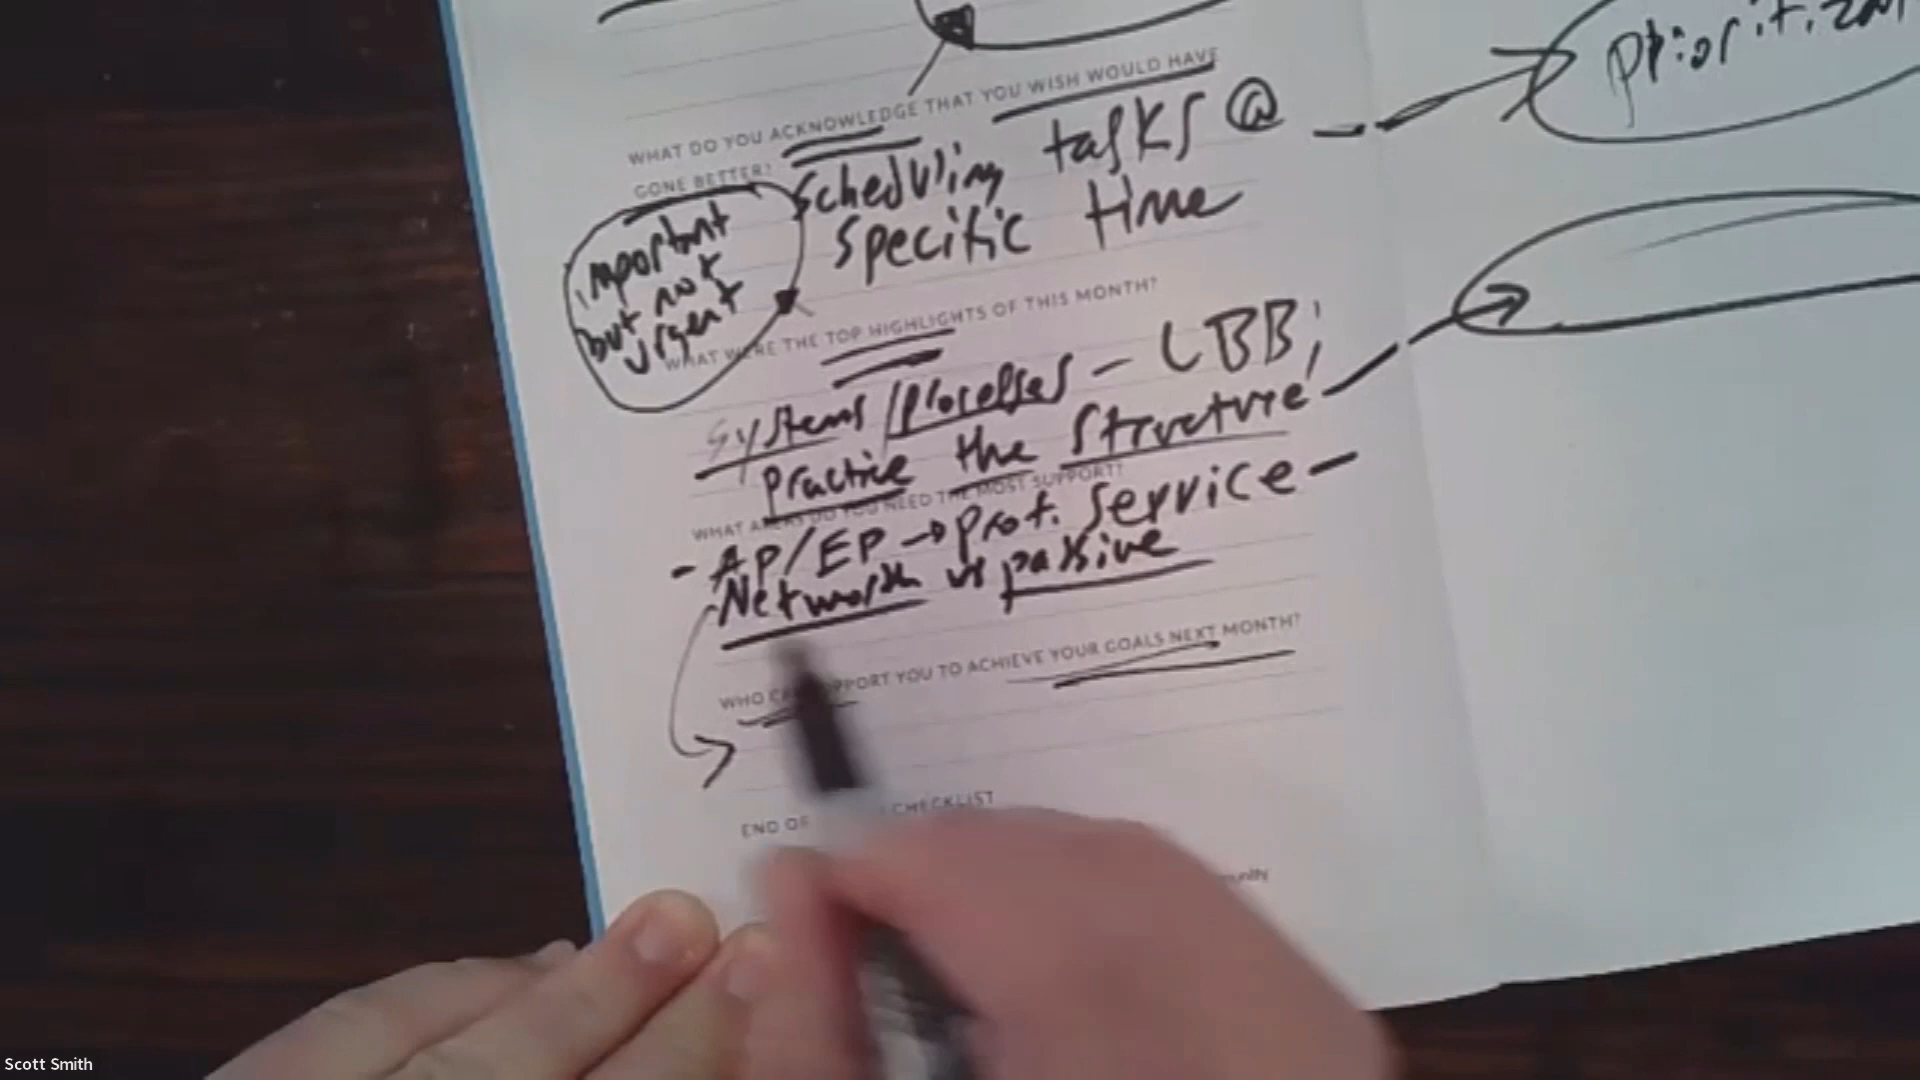 WHAT DO YOU ACKNOWLEDGE THAT YOU WISH WOULD HAVE
GONE BETTER?
scheduling tasks @
specific time
important
but not
urgent
WHAT WERE THE TOP HIGHLIGHTS OF THIS MONTH?
systems/processes - LBB;
practice the structure
WHAT AREAS DO YOU NEED THE MOST SUPPORT?
- AP/EP → prof. service -
Networth vs passive
WHO CAN SUPPORT YOU TO ACHIEVE YOUR GOALS NEXT MONTH?
END OF CHECKLIST
Scott Smith